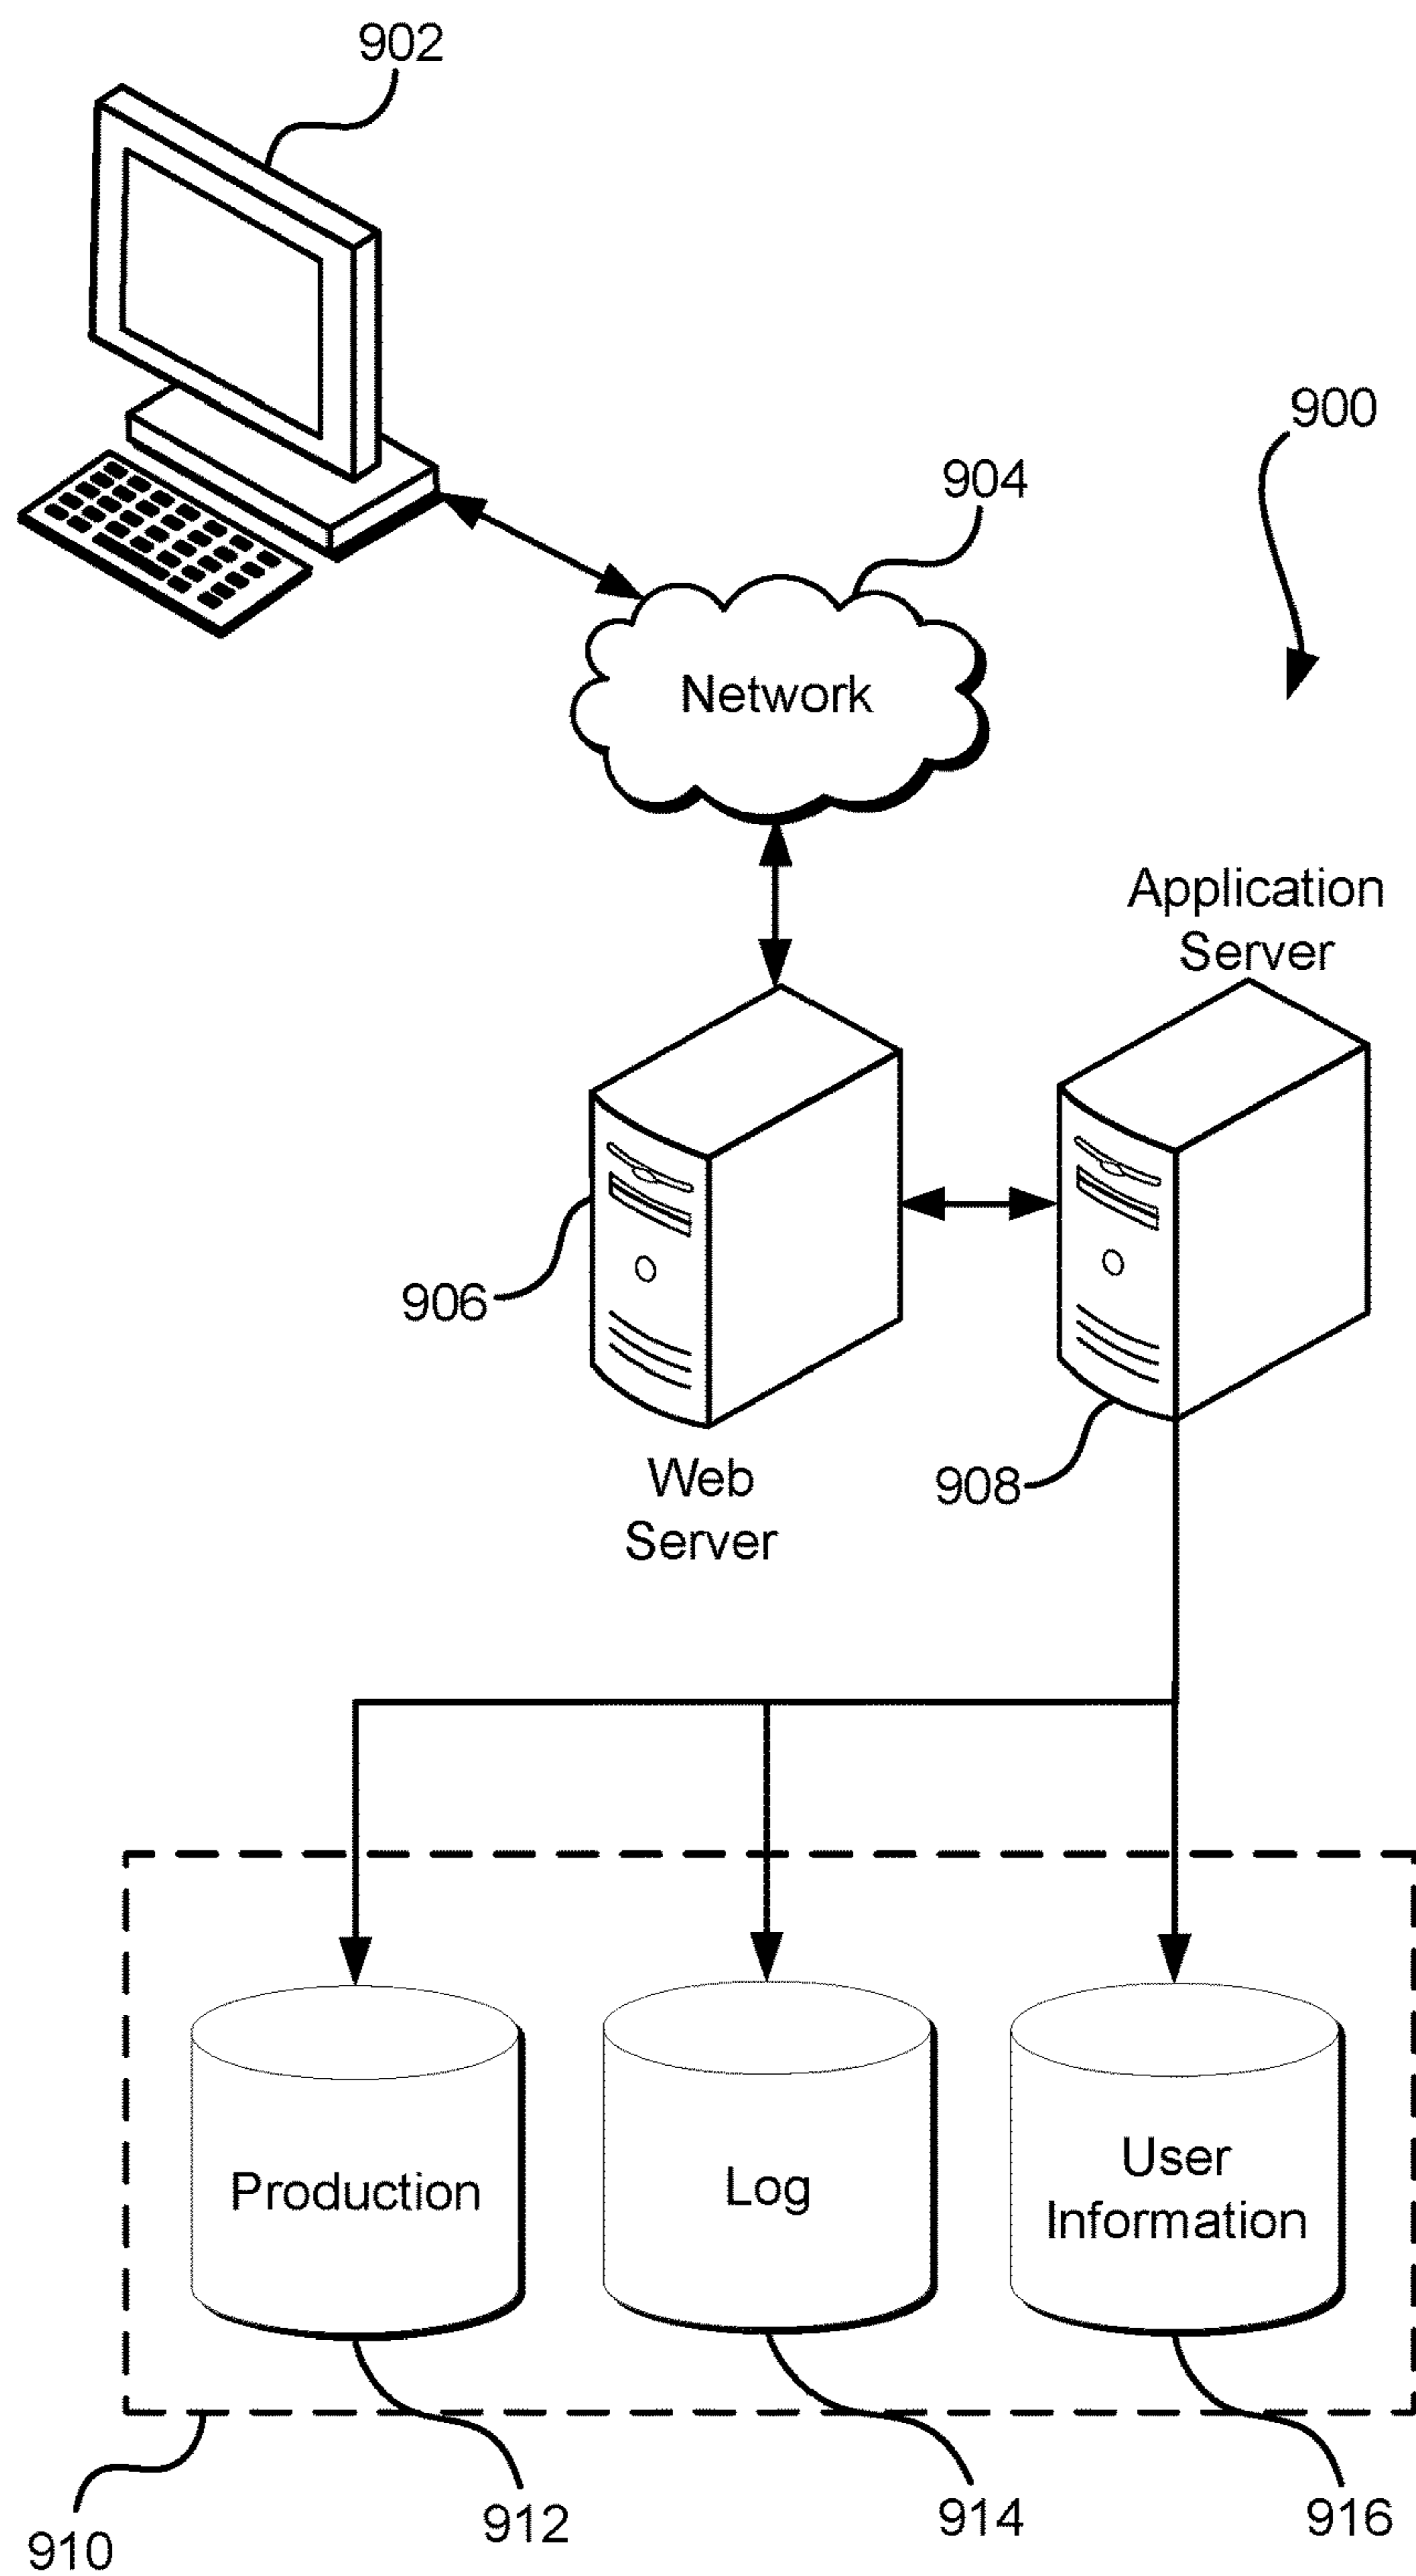 902
900
904
Network
Application
Server
906
Web
Server
908
Production
Log
User
Information
910
912
914
916